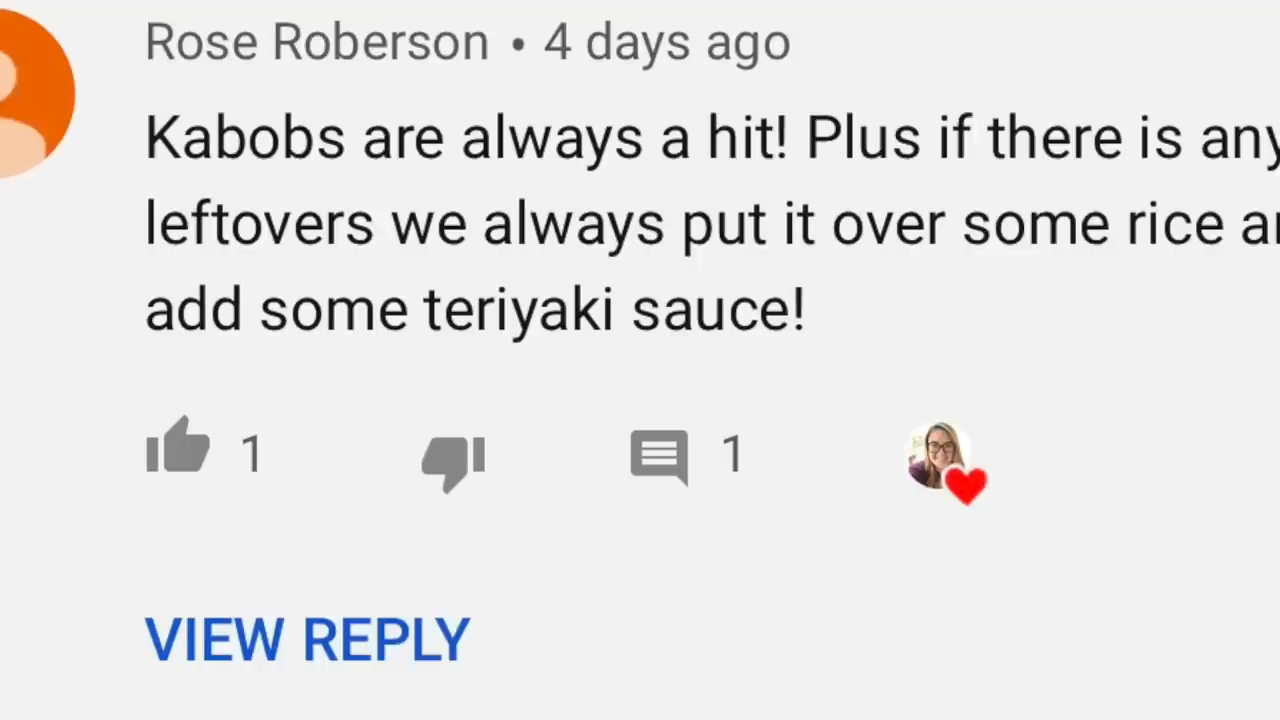 Rose Roberson • 4 days ago
Kabobs are always a hit! Plus if there is any
leftovers we always put it over some rice
add some teriyaki sauce!
1
1
VIEW REPLY